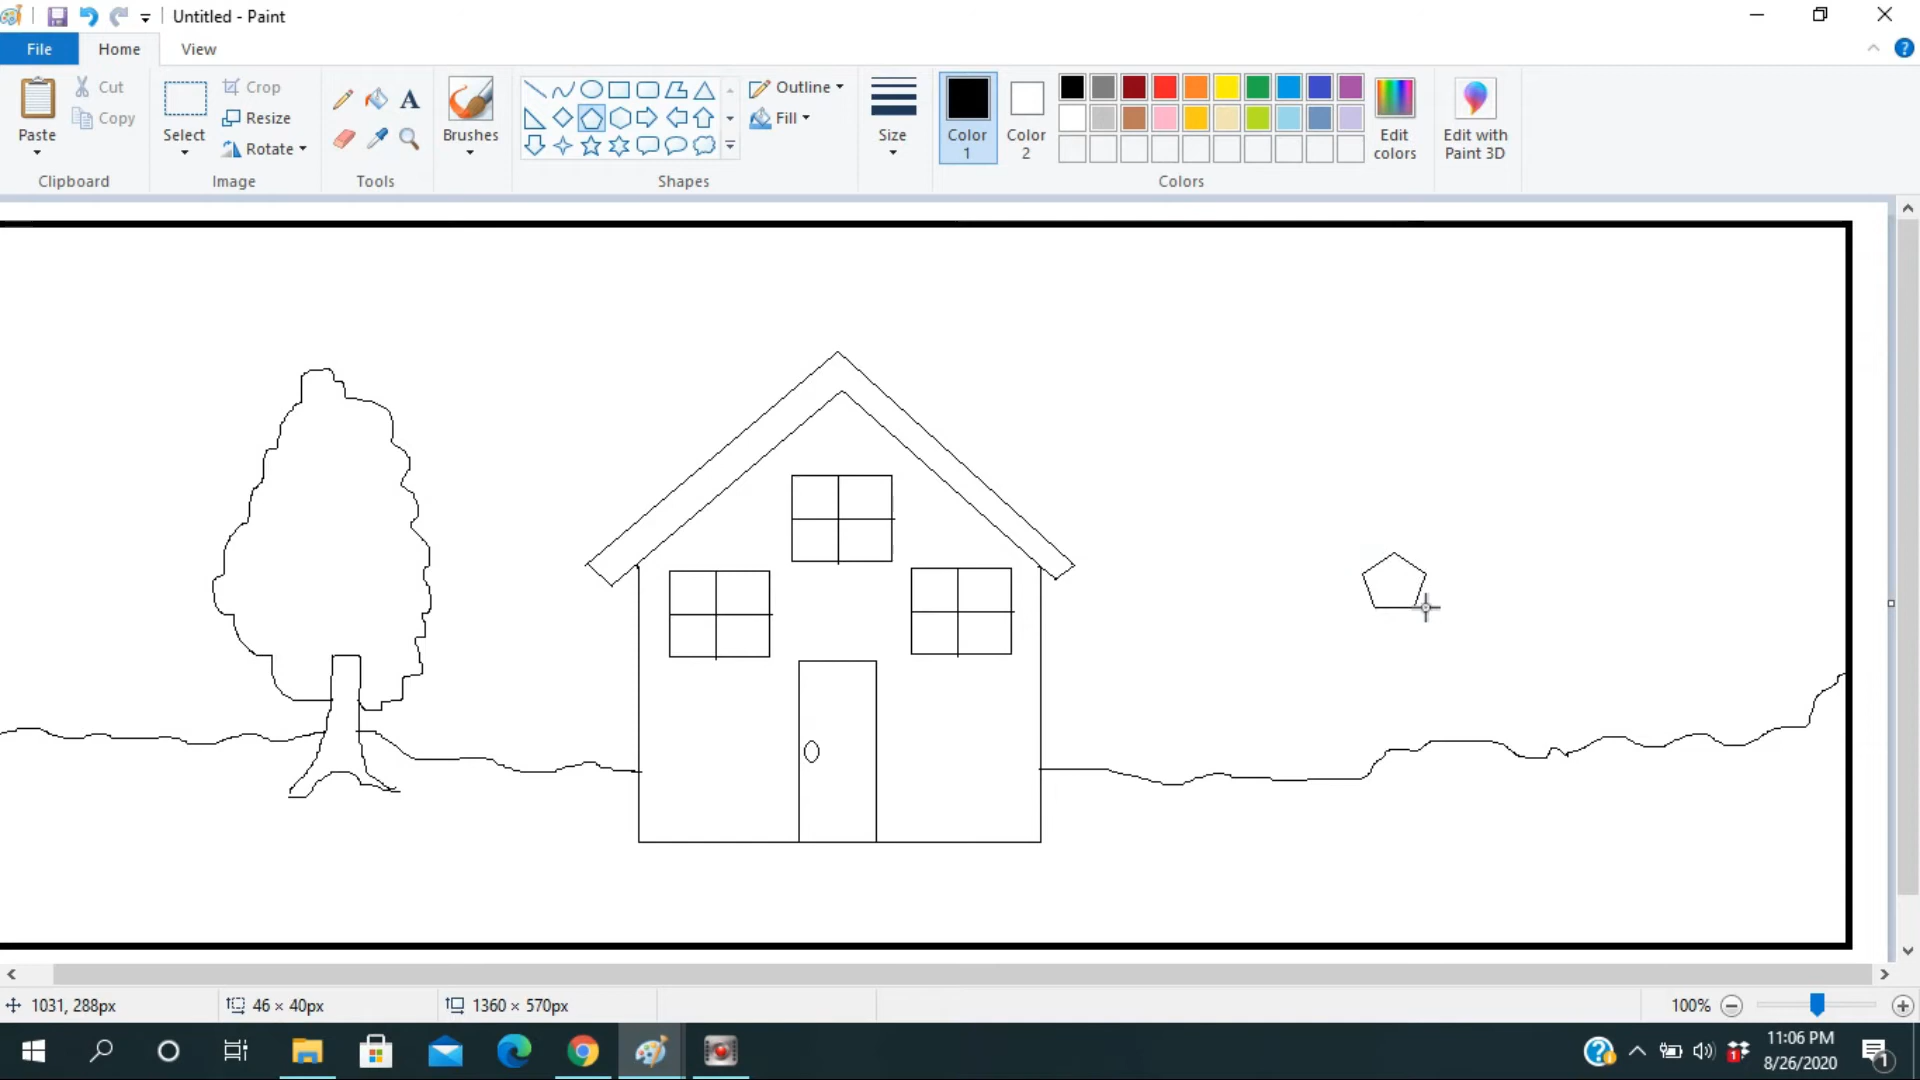 Untitled - Paint
File Home View
Paste
Cut
Copy
Clipboard
Select
Crop
Resize
Rotate
Image
A
Tools
Brushes
Shapes
Outline
Fill
Size
Color 1
Color 2
Edit colors
Edit with Paint 3D
Colors
1031, 288px
46 × 40px
1360 × 570px
100%
11:06 PM
8/26/2020
1
1